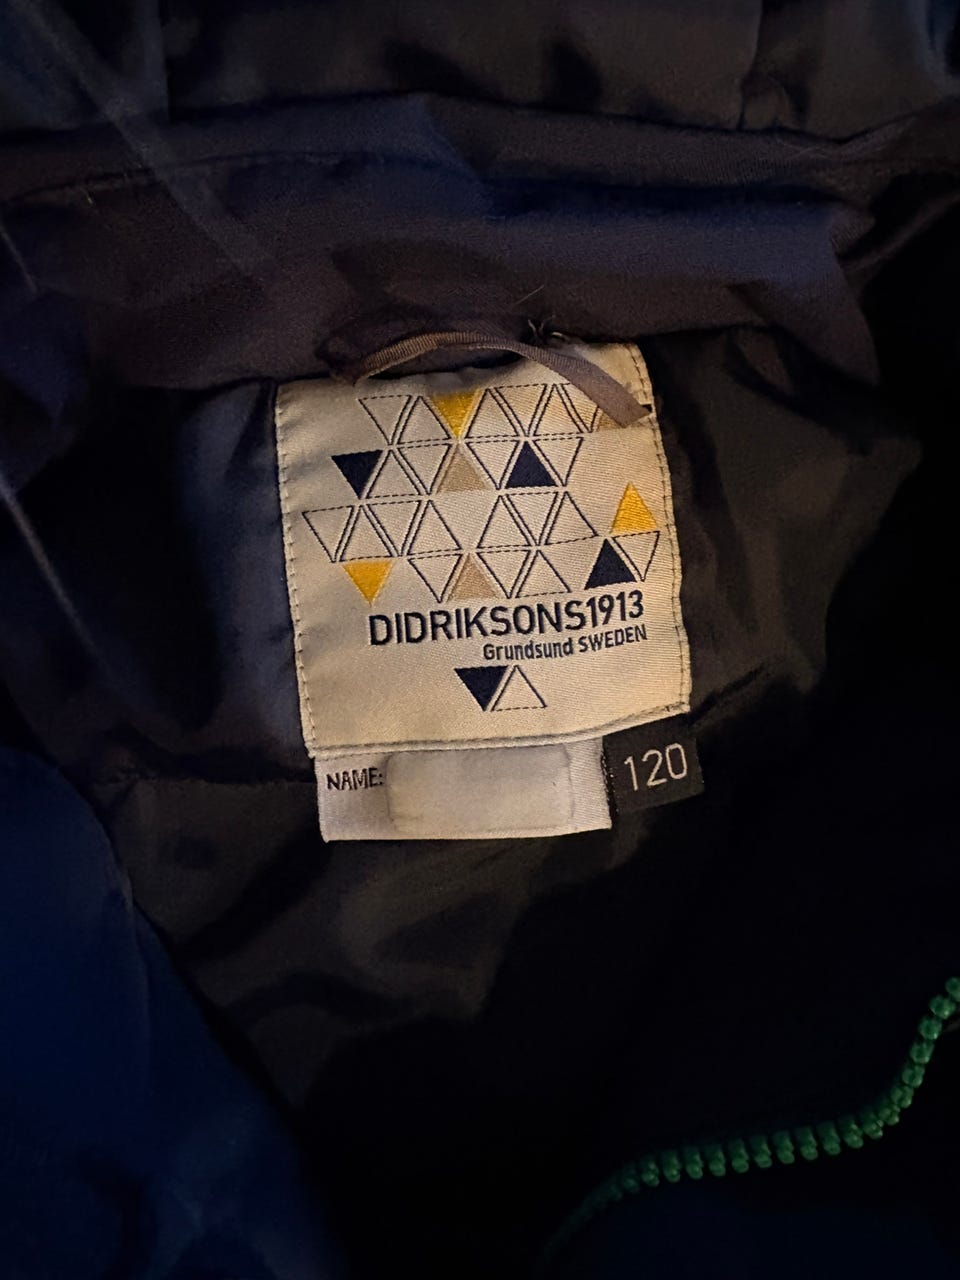 DIDRIKSONS1913
Grundsund SWEDEN
NAME:
120